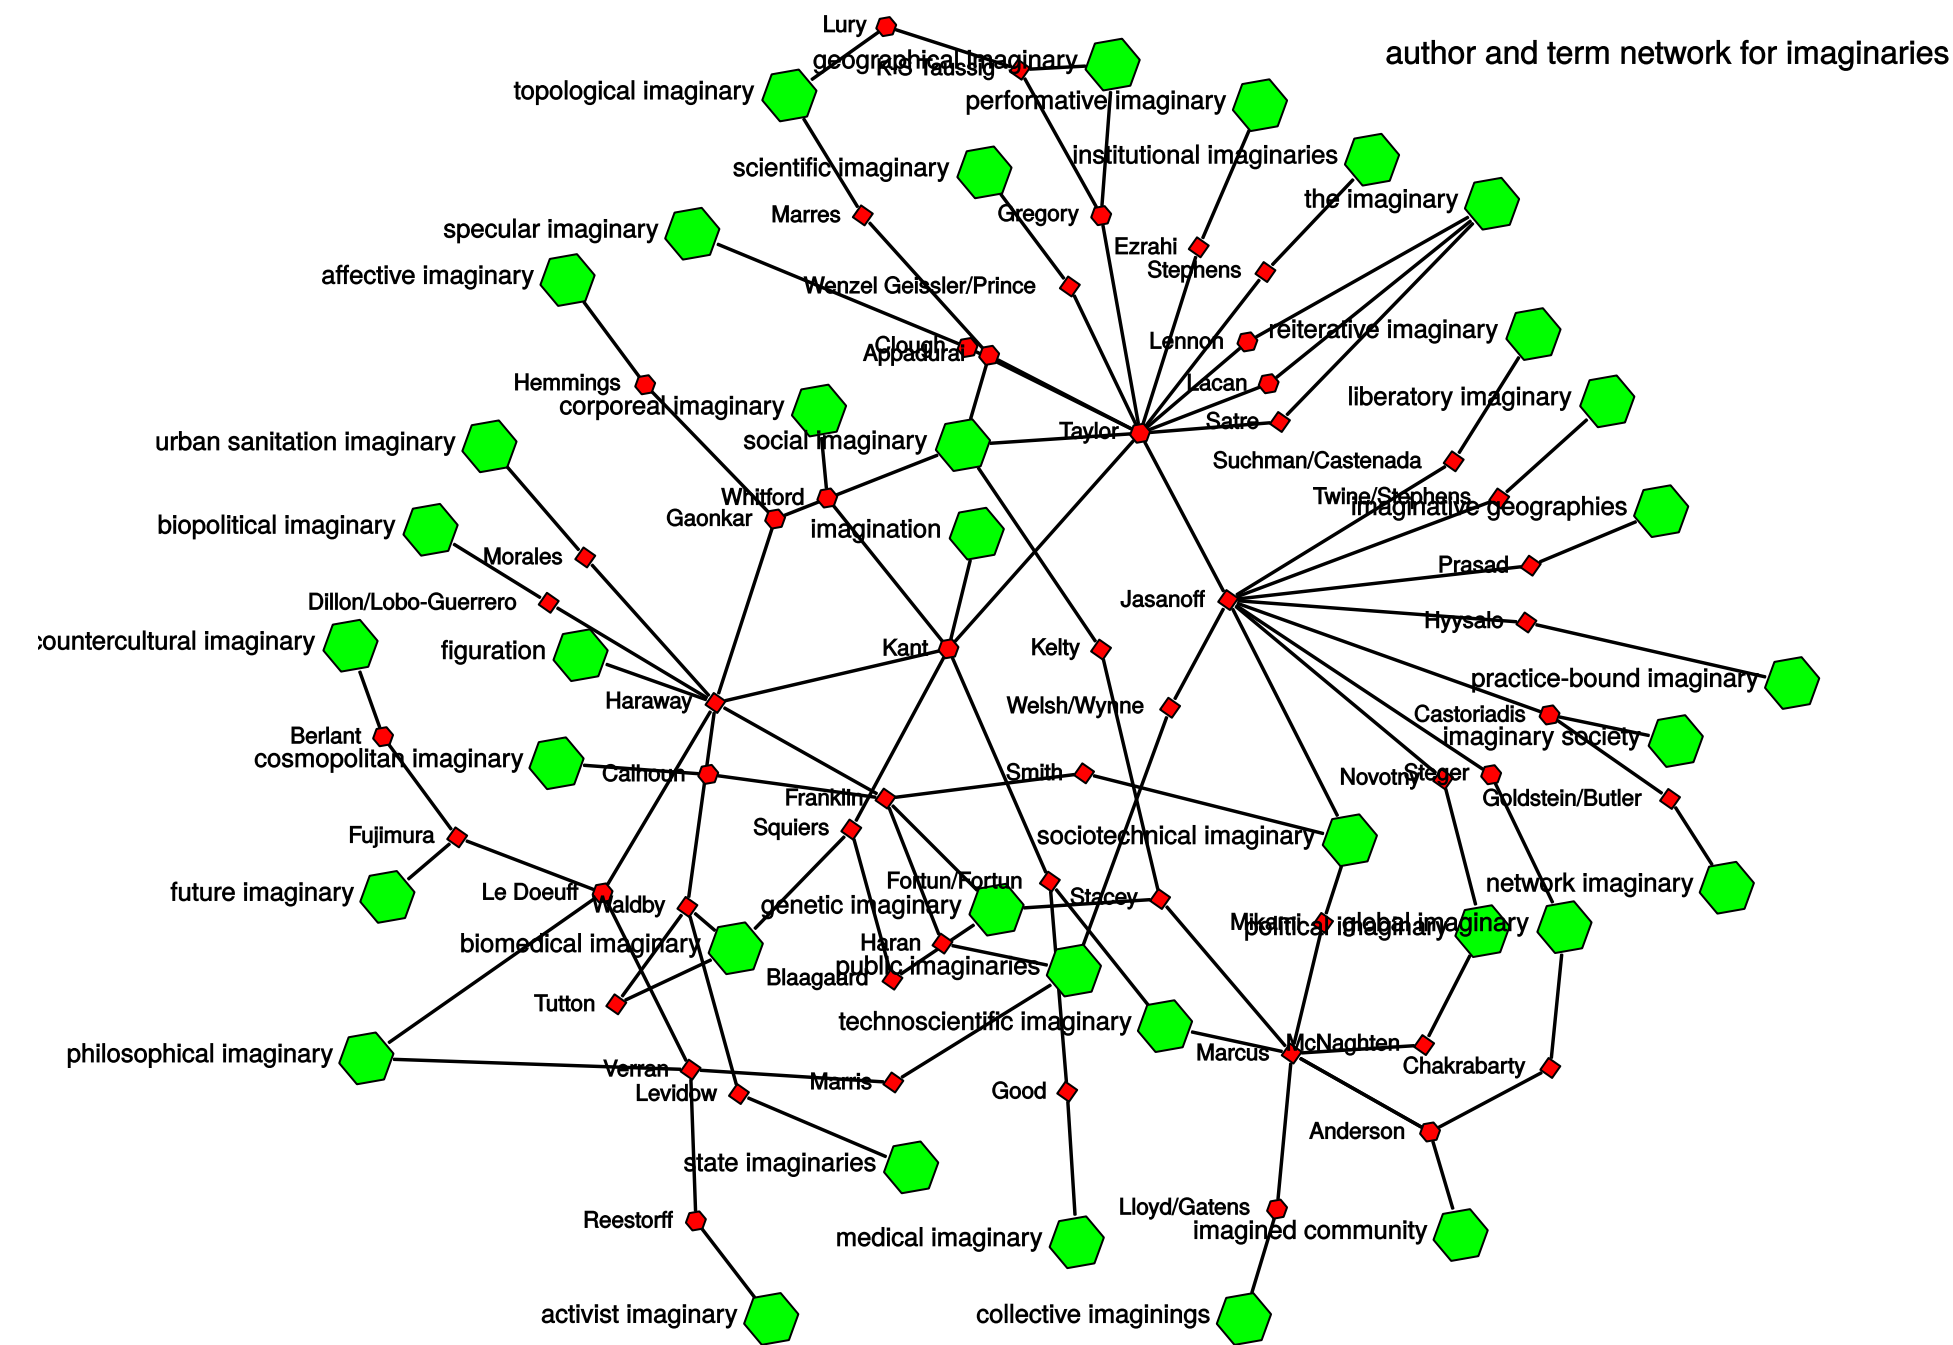 Lury
author and term network for imaginaries
geographical imaginary
KIS Taussig
topological imaginary
performative imaginary
institutional imaginaries
scientific imaginary
the imaginary
Marres
Gregory
specular imaginary
Ezrahi
Stephens
affective imaginary
Wenzel Geissler/Prince
reiterative imaginary
Lennon
Clough
Appadurai
Hemmings
Lacan
liberatory imaginary
corporeal imaginary
Satre
Taylor
social imaginary
urban sanitation imaginary
Suchman/Castenada
Whitford
Twine/Stephens
imaginative geographies
Gaonkar
biopolitical imaginary
imagination
Morales
Prasad
Dillon/Lobo-Guerrero
Jasanoff
Hyysalo
countercultural imaginary
figuration
Kant
Kelty
practice-bound imaginary
Haraway
Welsh/Wynne
Castoriadis
Berlant
imaginary society
cosmopolitan imaginary
Calhoun
Smith
Novotny
Steger
Franklin
Goldstein/Butler
Squiers
Fujimura
sociotechnical imaginary
Fortun/Fortun
network imaginary
future imaginary
Le Doeuff
Waldby
genetic imaginary
Stacey
Mikami
political imaginary
global imaginary
biomedical imaginary
Haran
public imaginaries
Blaagaard
Tutton
technoscientific imaginary
McNaghten
Marcus
philosophical imaginary
Chakrabarty
Verran
Marris
Levidow
Good
Anderson
state imaginaries
Lloyd/Gatens
Reestorff
imagined community
medical imaginary
activist imaginary
collective imaginings